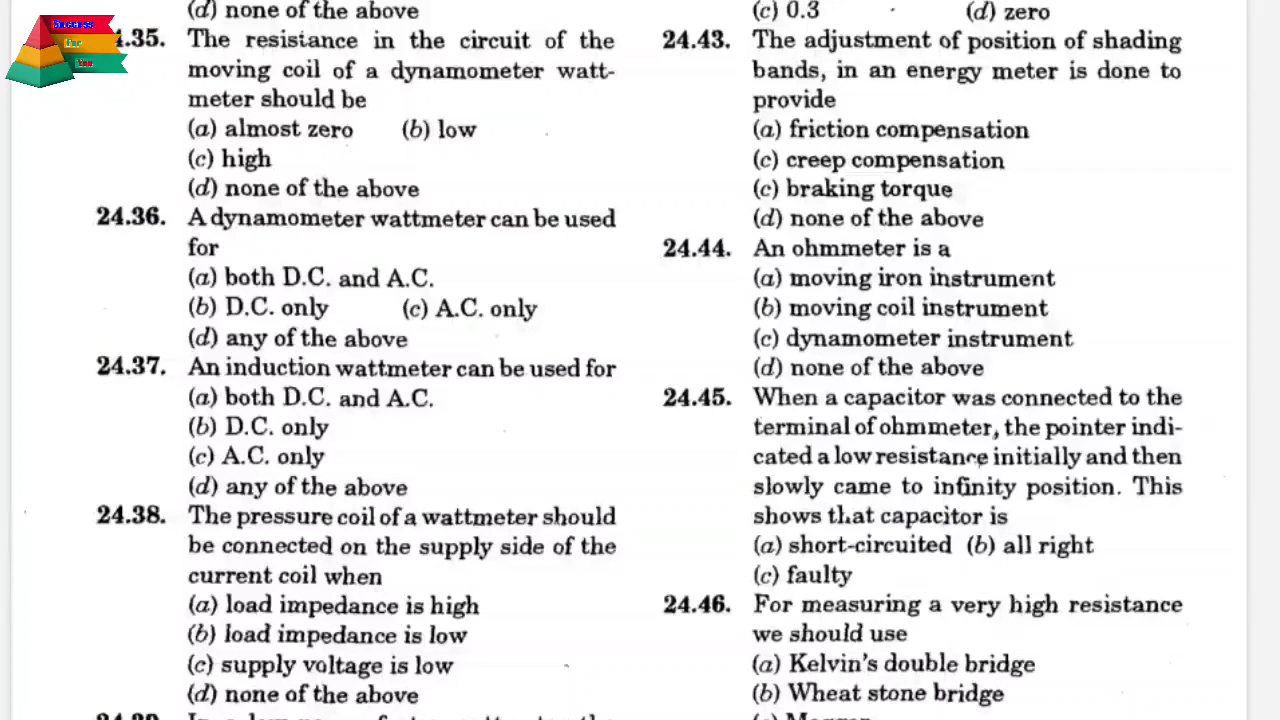 Success
For
You
(d) none of the above
.35. The resistance in the circuit of the
moving coil of a dynamometer watt-
meter should be
(a) almost zero (b) low
(c) high
(d) none of the above
24.36. A dynamometer wattmeter can be used
for
(a) both D.C. and A.C.
(b) D.C. only (c) A.C. only
(d) any of the above
24.37. An induction wattmeter can be used for
(a) both D.C. and A.C.
(b) D.C. only
(c) A.C. only
(d) any of the above
24.38. The pressure coil of a wattmeter should
be connected on the supply side of the
current coil when
(a) load impedance is high
(b) load impedance is low
(c) supply voltage is low
(d) none of the above
(c) 0.3 (d) zero
24.43. The adjustment of position of shading
bands, in an energy meter is done to
provide
(a) friction compensation
(c) creep compensation
(c) braking torque
(d) none of the above
24.44. An ohmmeter is a
(a) moving iron instrument
(b) moving coil instrument
(c) dynamometer instrument
(d) none of the above
24.45. When a capacitor was connected to the
terminal of ohmmeter, the pointer indi-
cated a low resistance initially and then
slowly came to infinity position. This
shows that capacitor is
(a) short-circuited (b) all right
(c) faulty
24.46. For measuring a very high resistance
we should use
(a) Kelvin's double bridge
(b) Wheat stone bridge